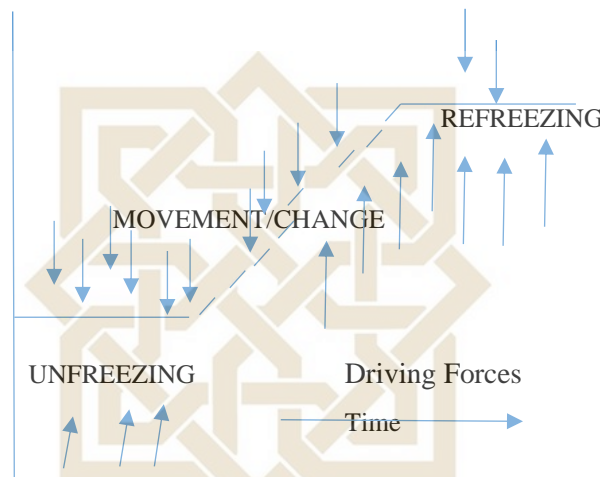 REFREEZING
MOVEMENT/CHANGE
UNFREEZING
Driving Forces
Time